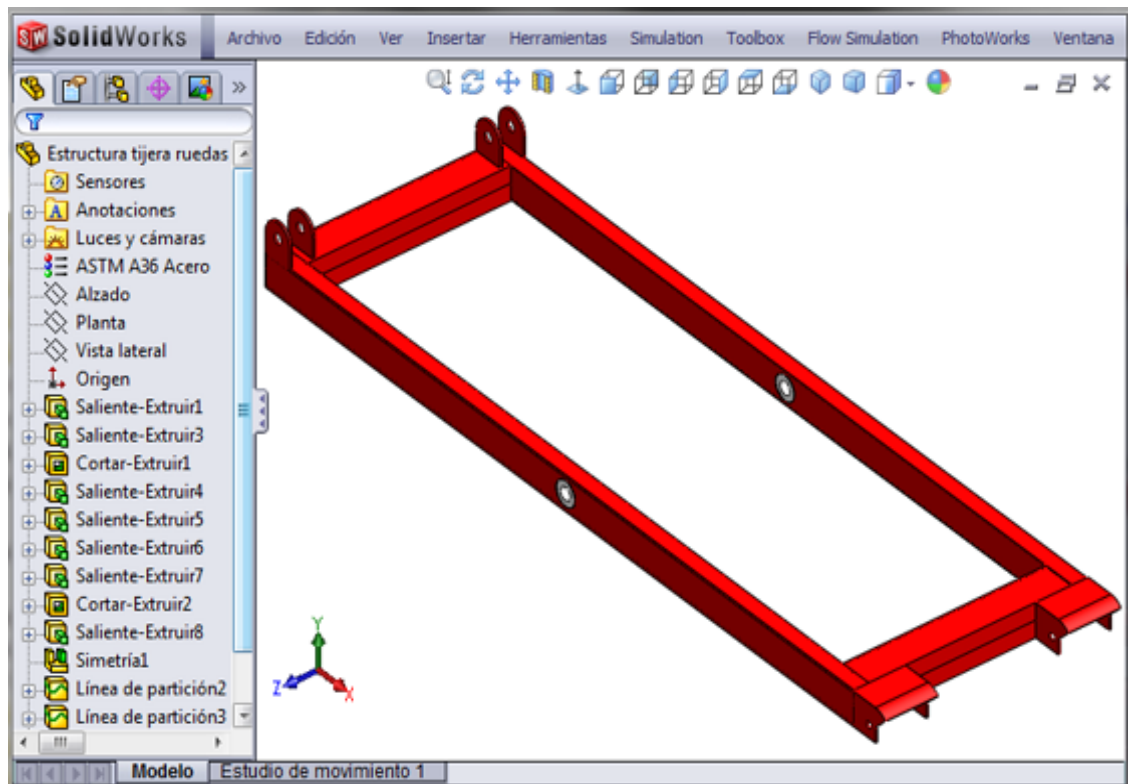 SolidWorks Archivo Edición Ver Insertar Herramientas Simulation Toolbox Flow Simulation PhotoWorks Ventana
Estructura tijera ruedas
Sensores
A Anotaciones
Luces y cámaras
ASTM A36 Acero
Alzado
Planta
Vista lateral
Origen
Saliente-Extruir1
Saliente-Extruir3
Cortar-Extruir1
Saliente-Extruir4
Saliente-Extruir5
Saliente-Extruir6
Saliente-Extruir7
Cortar-Extruir2
Saliente-Extruir8
Simetría1
Línea de partición2
Línea de partición3
Y
Z
X
Modelo Estudio de movimiento 1